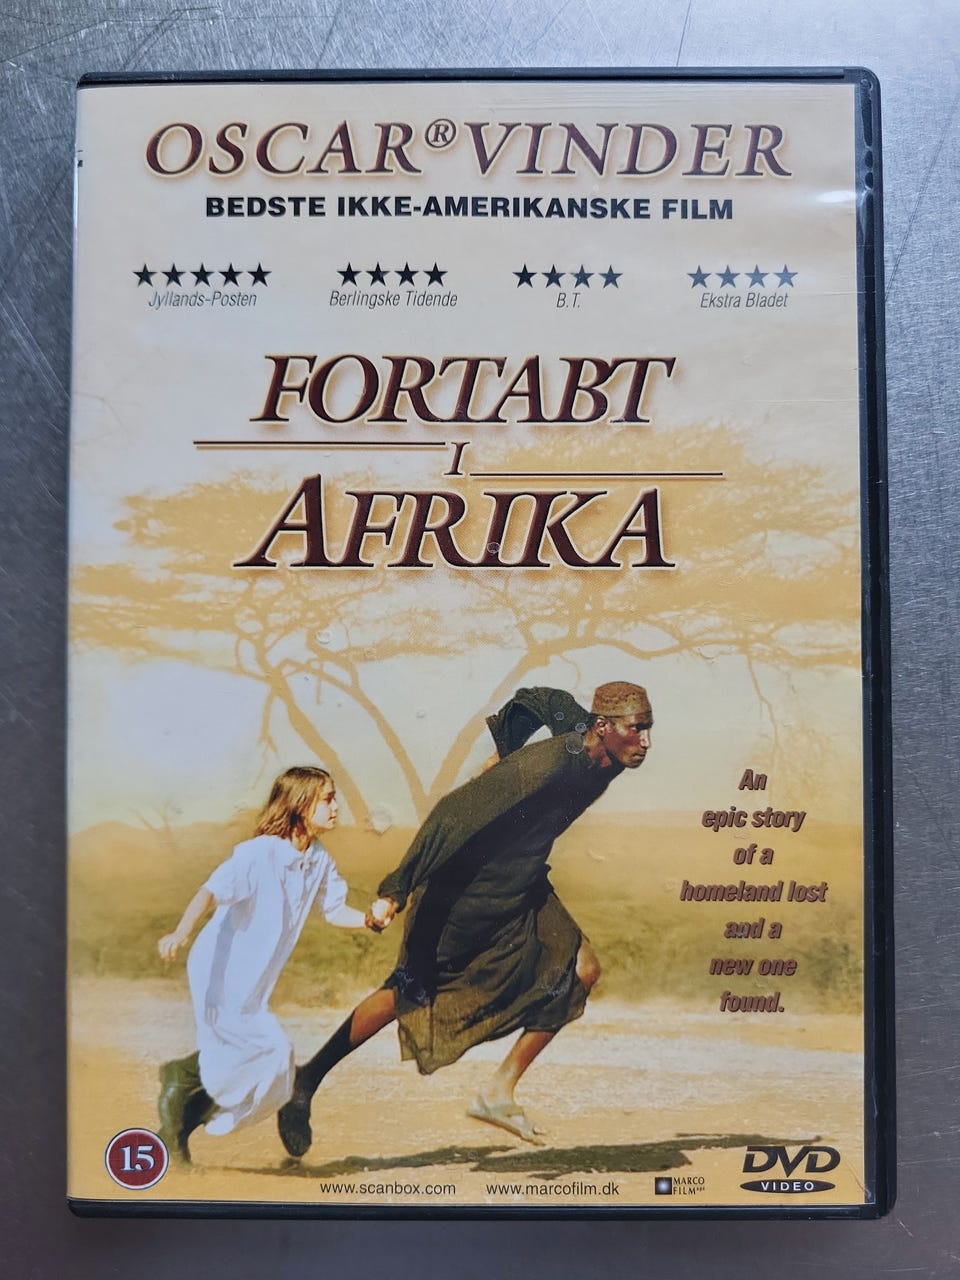 OSCAR® VINDER
BEDSTE IKKE-AMERIKANSKE FILM
★★★★★ ★★★★ ★★★★ ★★★★
Jyllands-Posten Berlingske Tidende B.T. Ekstra Bladet
FORTABT
I
AFRIKA
An
epic story
of a
homeland lost
and a
new one
found.
15
www.scanbox.com www.marcofilm.dk MARCO FILM APS
DVD
VIDEO